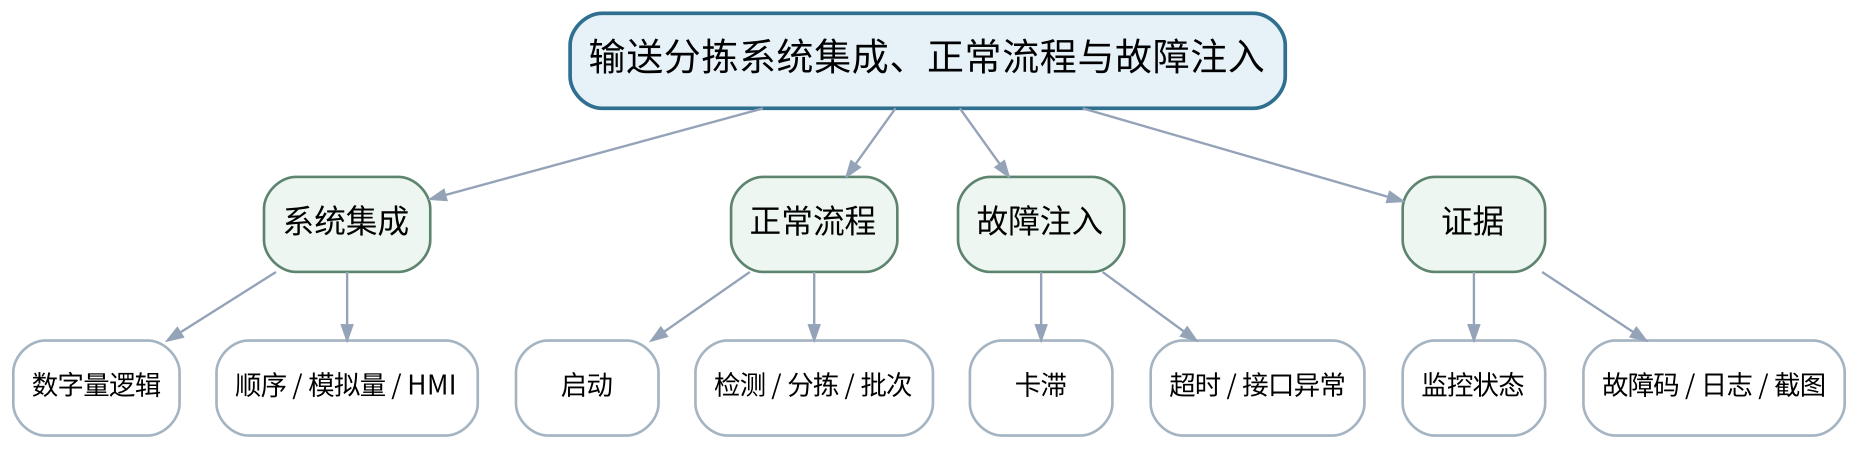 输送分拣系统集成、正常流程与故障注入
系统集成
正常流程
故障注入
证据
数字量逻辑
顺序 / 模拟量 / HMI
启动
检测 / 分拣 / 批次
卡滞
超时 / 接口异常
监控状态
故障码 / 日志 / 截图